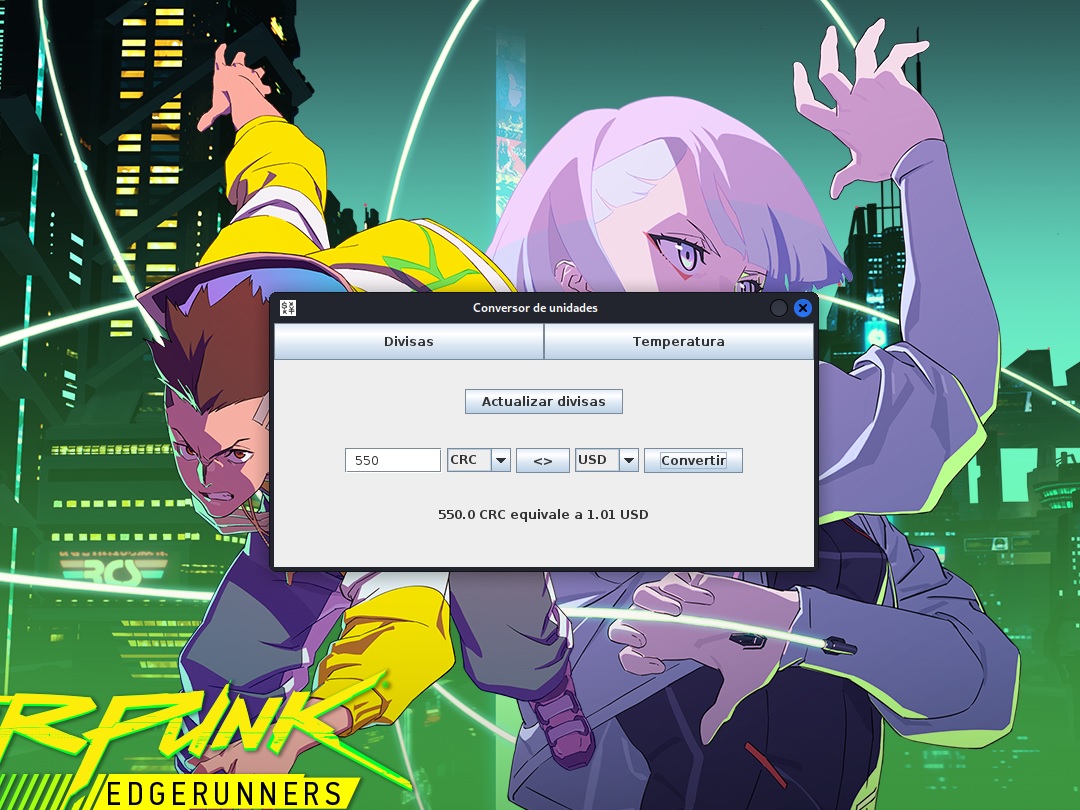 Conversor de unidades
Divisas
Temperatura
Actualizar divisas
550 CRC <> USD Convertir
550.0 CRC equivale a 1.01 USD
RCS
RPUNK
EDGERUNNERS